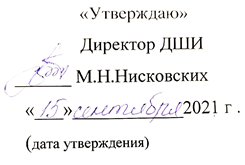 «Утверждаю»
Директор ДШИ
М.Н.Нисковских
«15» сентября 2021 г.
(дата утверждения)